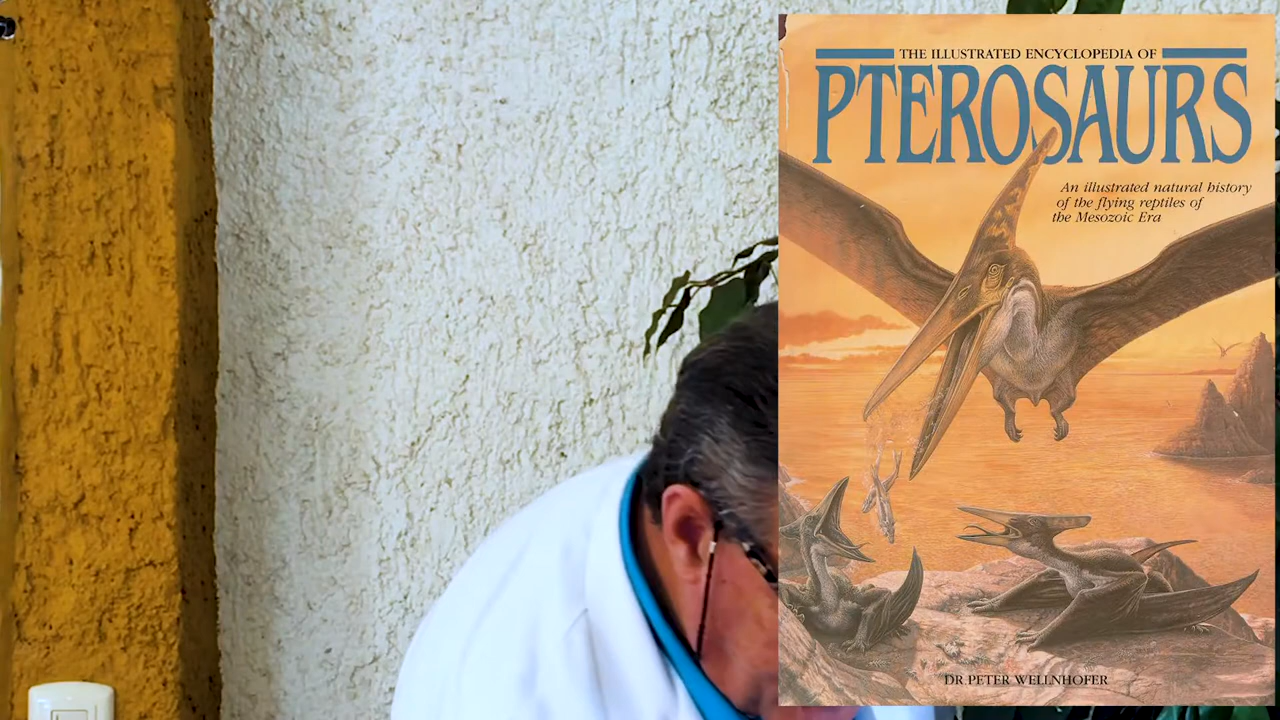 THE ILLUSTRATED ENCYCLOPEDIA OF
PTEROSAURS
An illustrated natural history
of the flying reptiles of
the Mesozoic Era
DR PETER WELLNHOFER